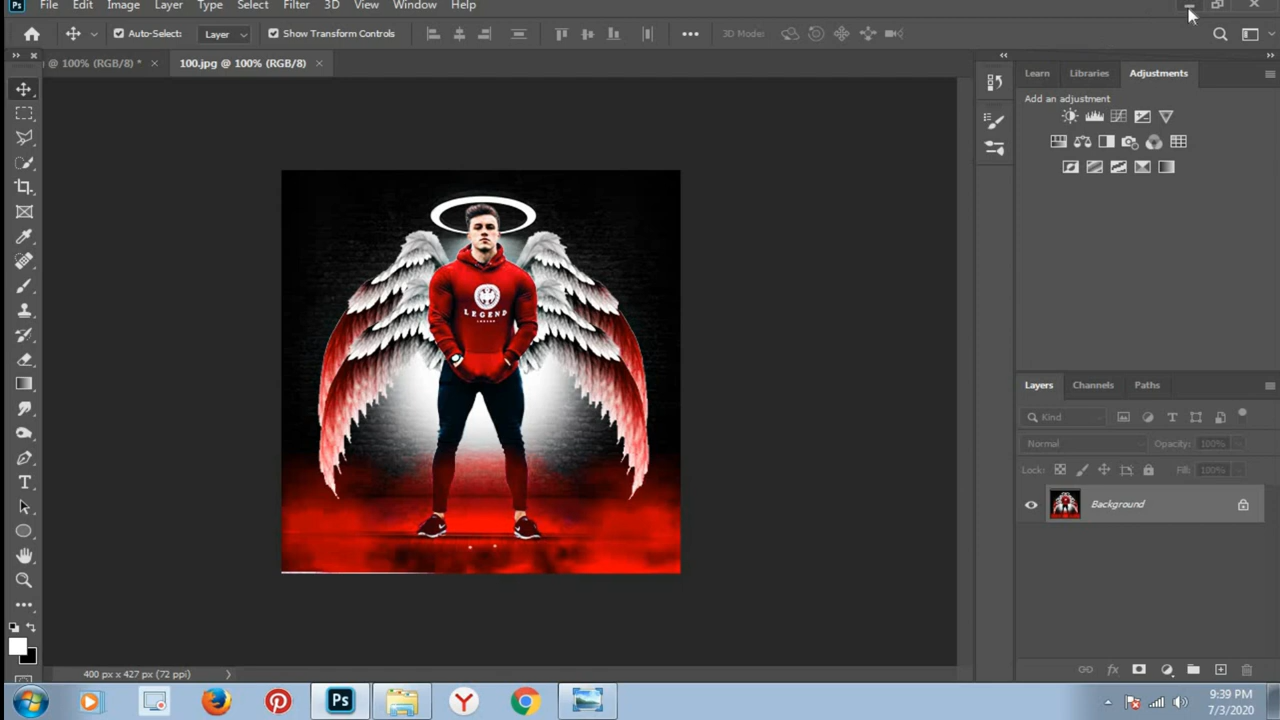 Ps File Edit Image Layer Type Select Filter 3D View Window Help
Auto-Select: Layer Show Transform Controls 3D Mode:
@ 100% (RGB/8) * 100.jpg @ 100% (RGB/8)
Learn Libraries Adjustments
Add an adjustment
LEGEND
LONDON
Layers Channels Paths
Kind
Normal Opacity: 100%
Lock: Fill: 100%
Background
400 px x 427 px (72 ppi)
Ps
9:39 PM
7/3/2020